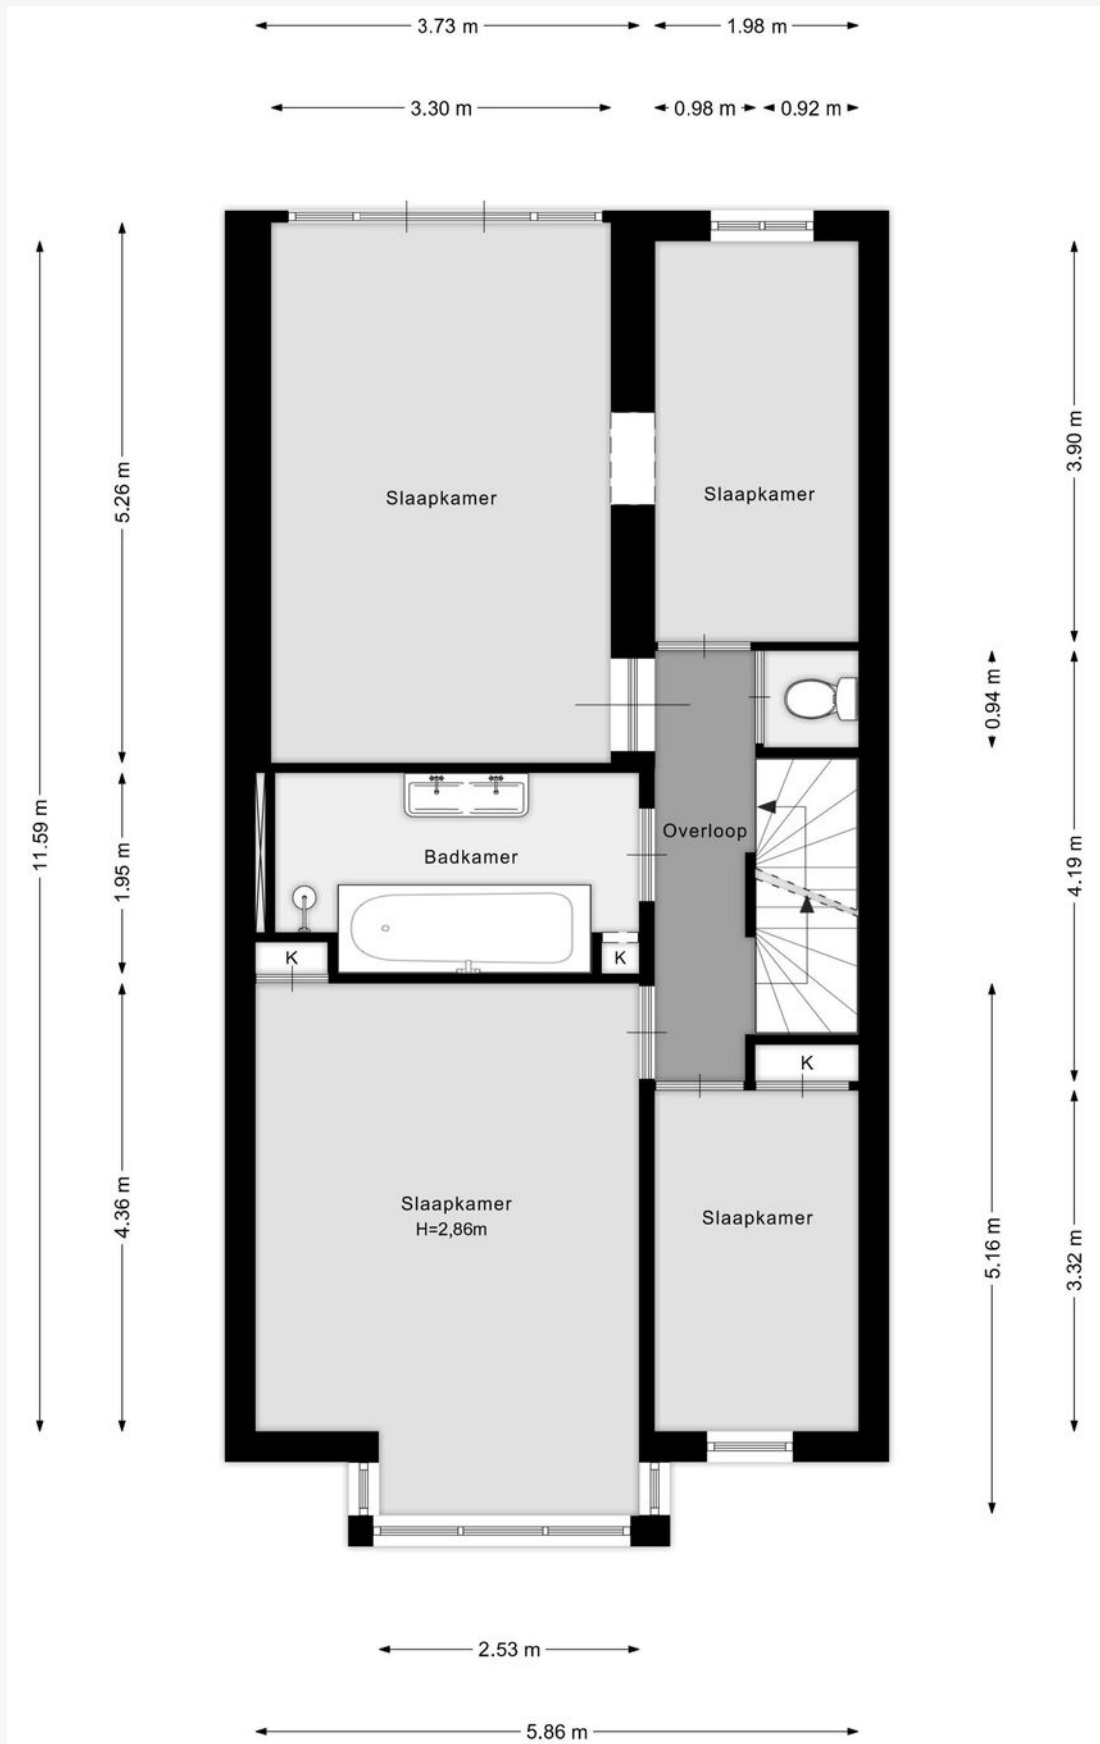 3.73 m
1.98 m
3.30 m
0.98 m
0.92 m
5.26 m
3.90 m
Slaapkamer
Slaapkamer
0.94 m
11.59 m
1.95 m
Overloop
Badkamer
4.19 m
K
K
K
4.36 m
Slaapkamer
H=2,86m
Slaapkamer
5.16 m
3.32 m
2.53 m
5.86 m